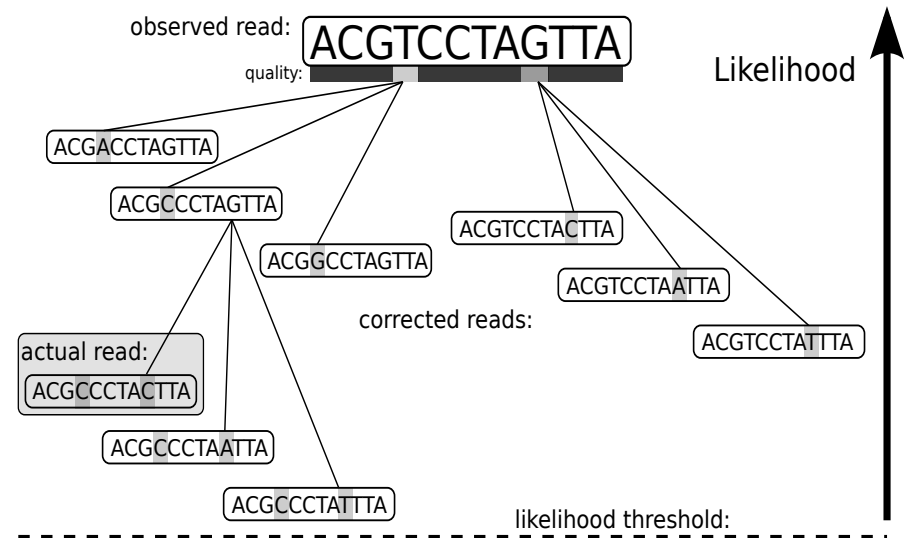 observed read:
ACGTCCTAGTTA
quality:
Likelihood
ACGACCTAGTTA
ACGCCCTAGTTA
ACGTCCTACTTA
ACGGCCTAGTTA
ACGTCCTAATTA
corrected reads:
ACGTCCTATTTA
actual read:
ACGCCCTACTTA
ACGCCCTAATTA
ACGCCCTATTTA
likelihood threshold: